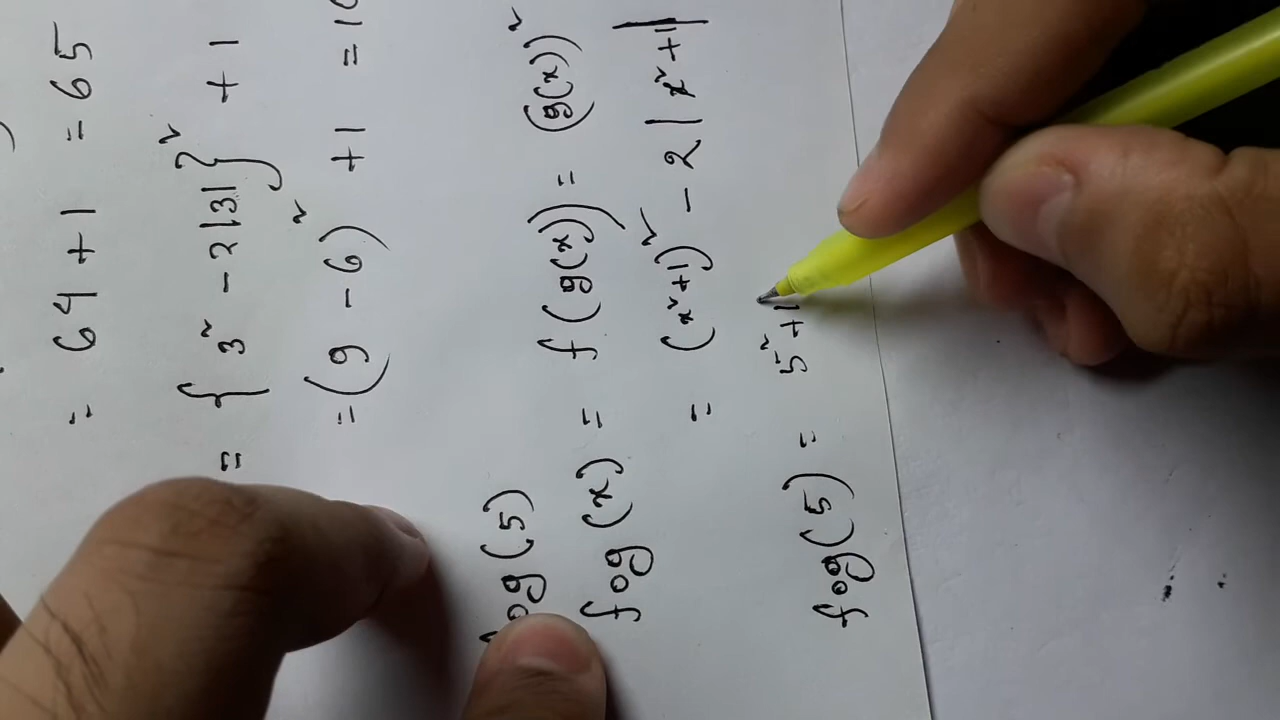 = 64 + 1 = 65
= { 3² - 2|3| }² + 1
= (9 - 6)² + 1 = 10
fog(5)
fog(x) = f(g(x)) = (g(x))²
= (x²+1)² - 2|x²+1|
fog(5) = 5²+1